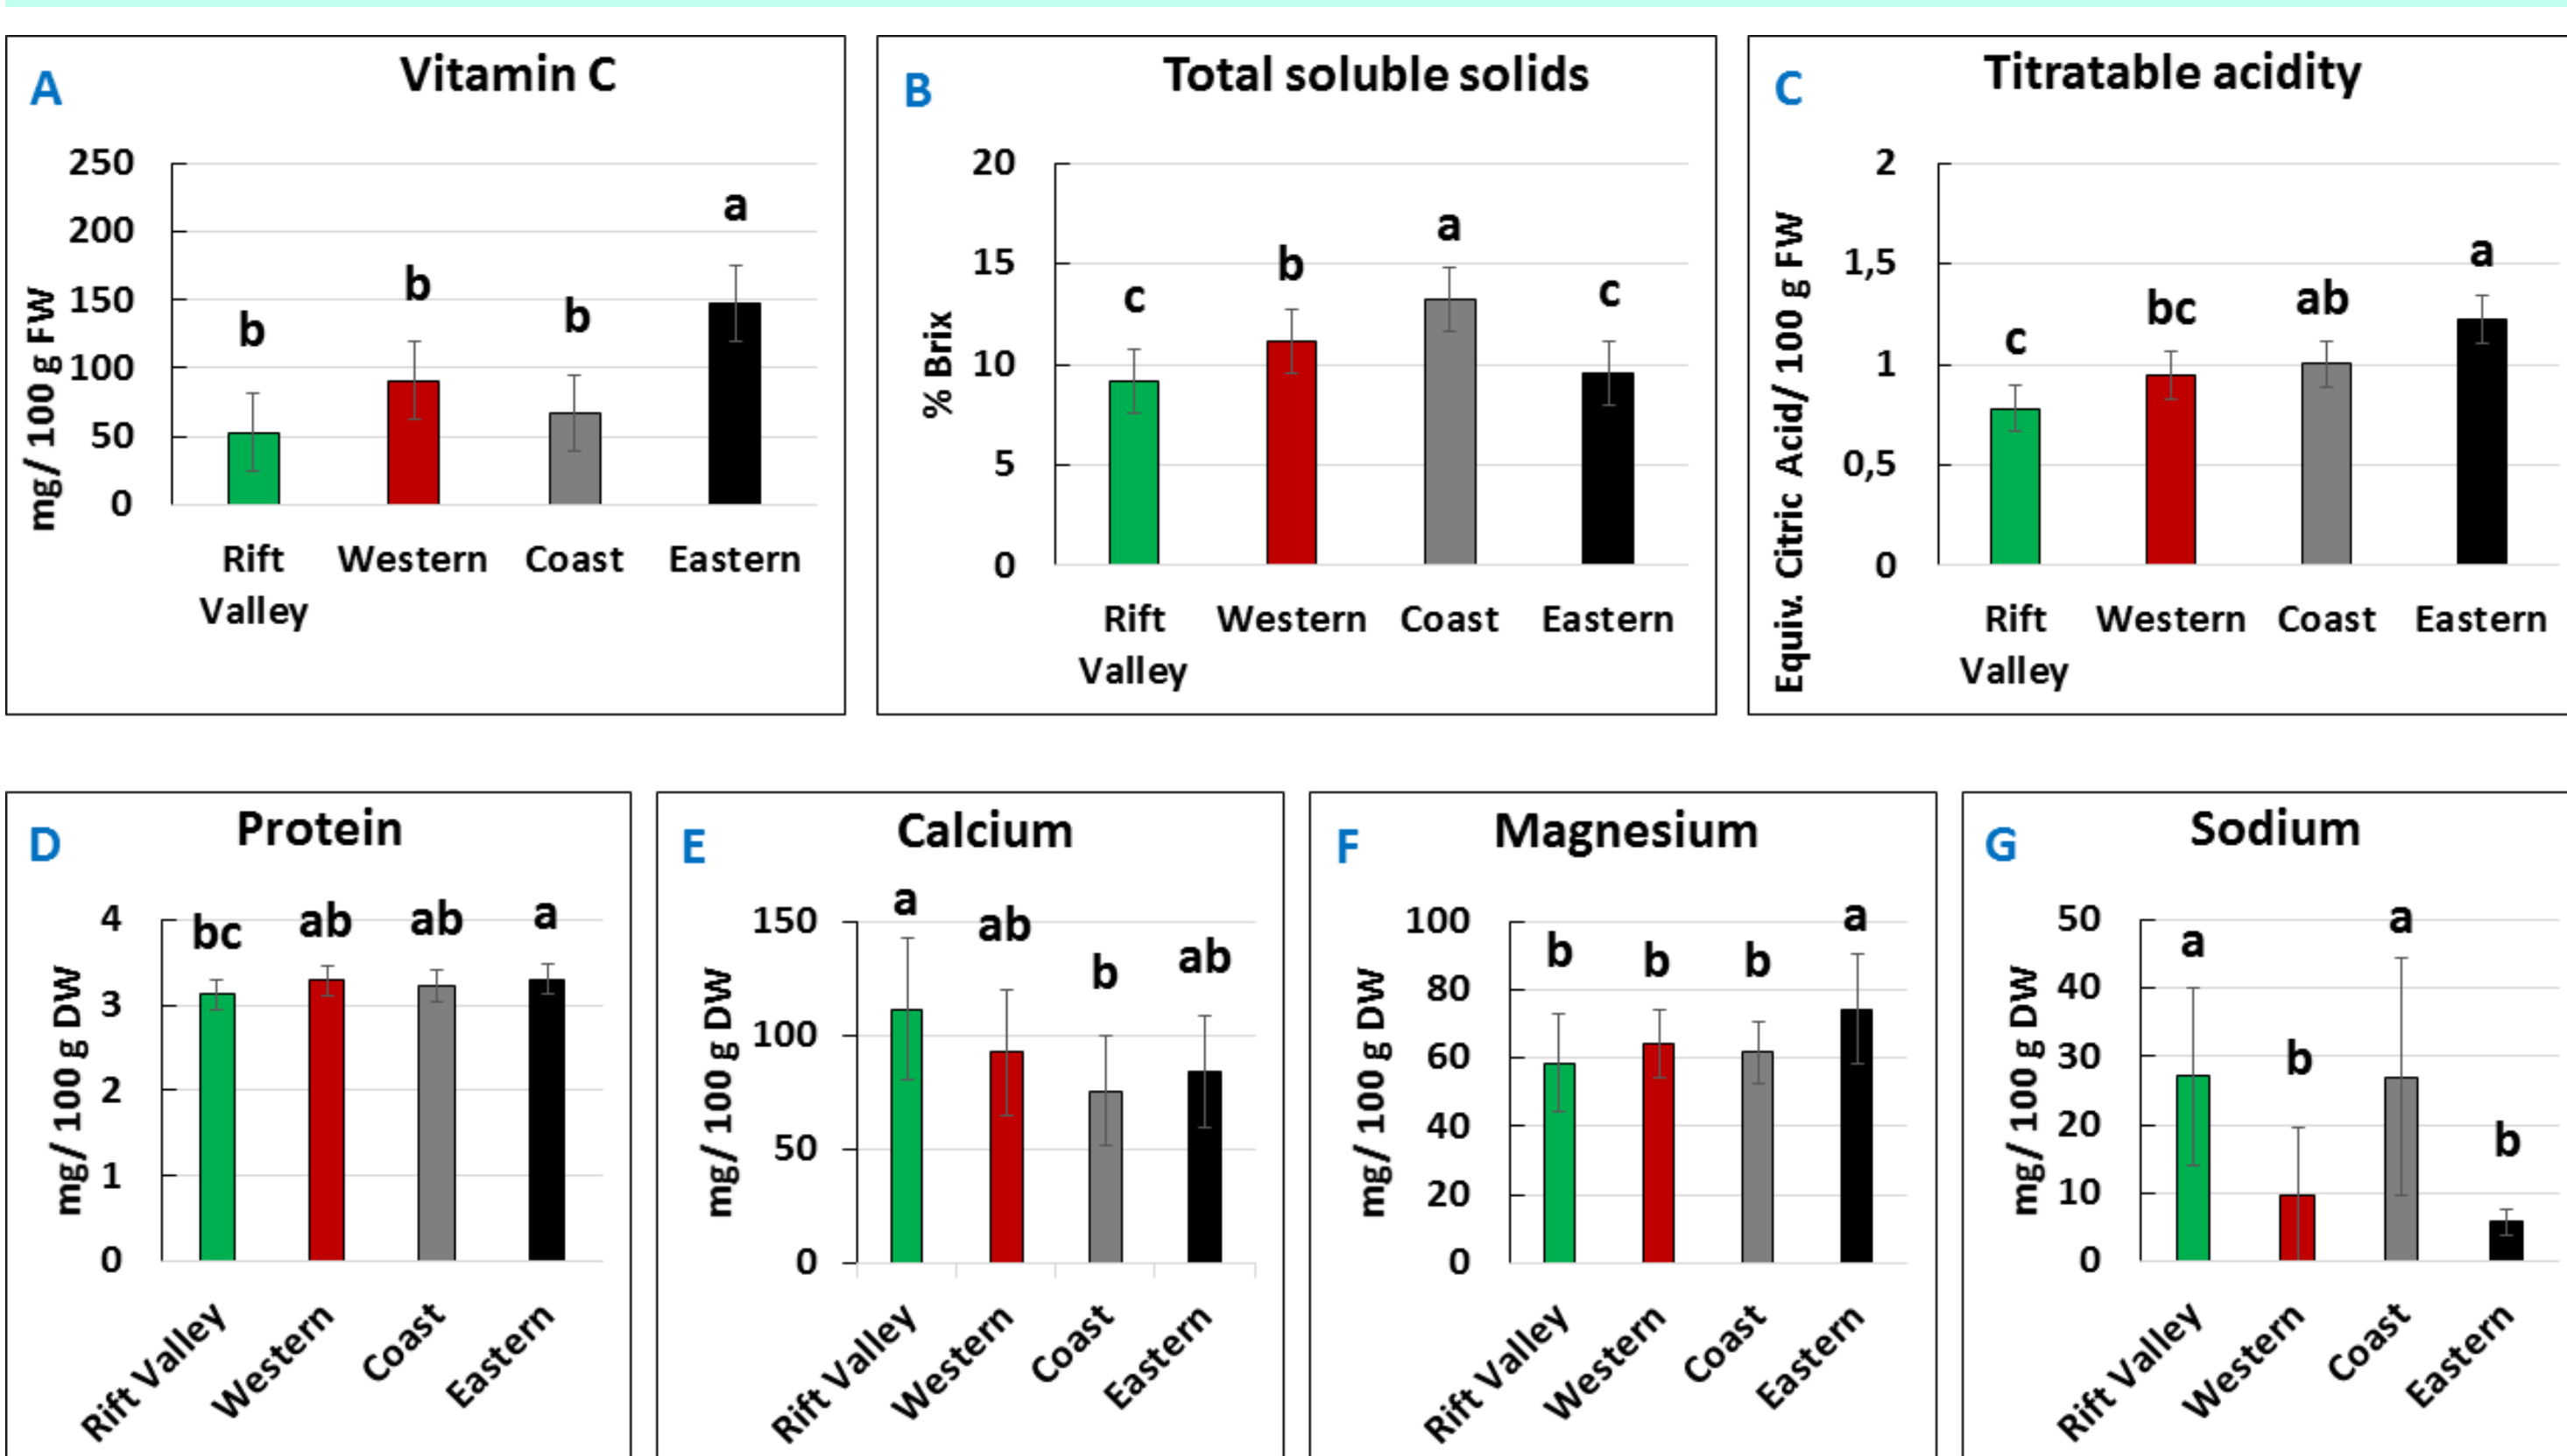 A
Vitamin C
mg/ 100 g FW
250
200
150
100
50
0
b
b
b
a
Rift Valley
Western
Coast
Eastern
B
Total soluble solids
% Brix
20
15
10
5
0
c
b
a
c
Rift Valley
Western
Coast
Eastern
C
Titratable acidity
Equiv. Citric Acid/ 100 g FW
2
1,5
1
0,5
0
c
bc
ab
a
Rift Valley
Western
Coast
Eastern
D
Protein
mg/ 100 g DW
4
3
2
1
0
bc
ab
ab
a
Rift Valley
Western
Coast
Eastern
E
Calcium
mg/ 100 g DW
150
100
50
0
a
ab
b
ab
Rift Valley
Western
Coast
Eastern
F
Magnesium
mg/ 100 g DW
100
80
60
40
20
0
b
b
b
a
Rift Valley
Western
Coast
Eastern
G
Sodium
mg/ 100 g DW
50
40
30
20
10
0
a
b
a
b
Rift Valley
Western
Coast
Eastern